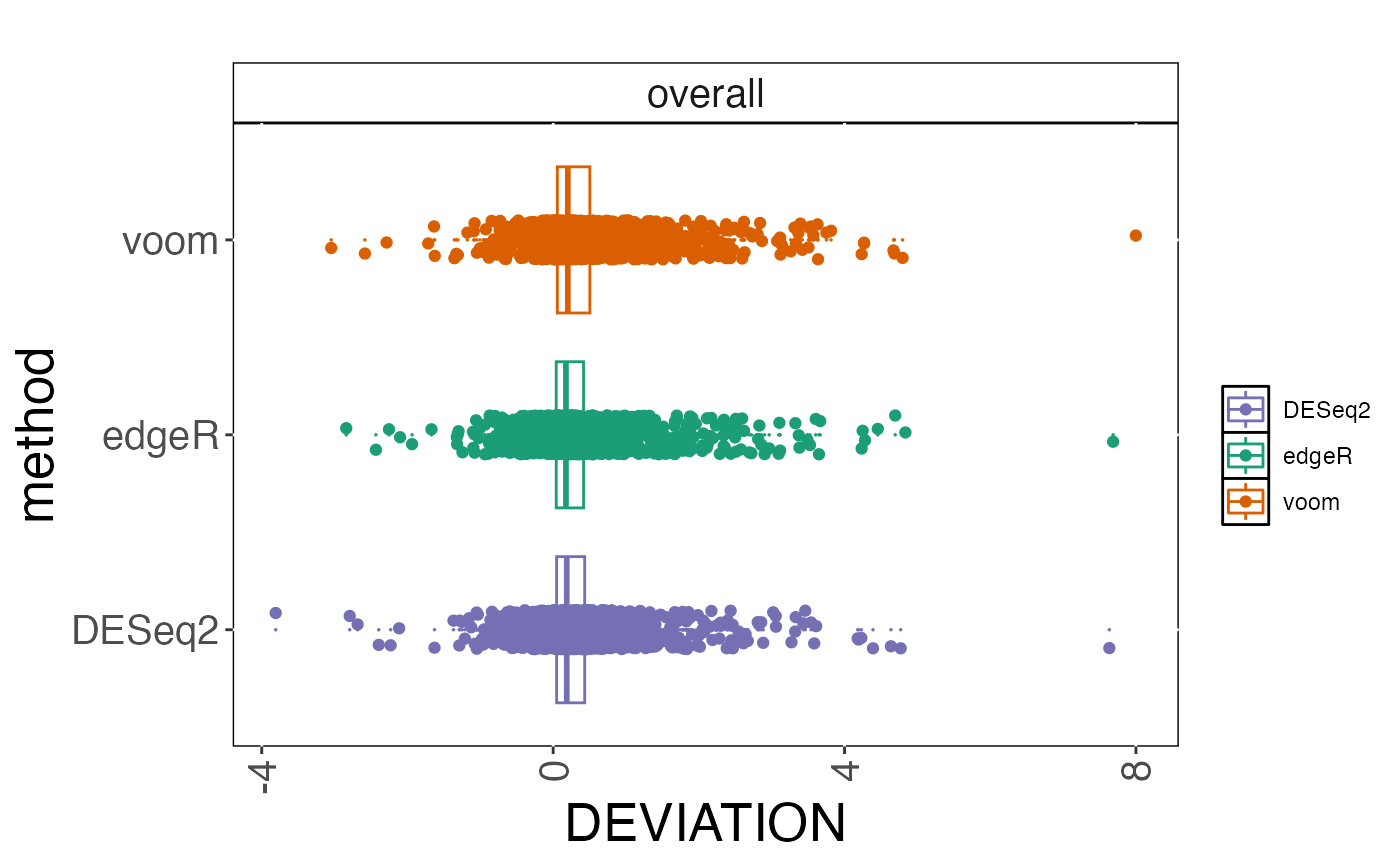 overall
method
voom
edgeR
DESeq2
-4
0
4
8
DEVIATION
DESeq2
edgeR
voom